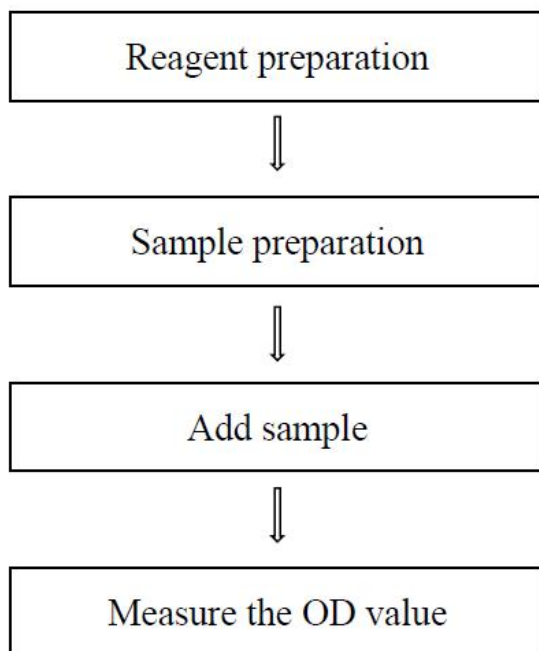 Reagent preparation
Sample preparation
Add sample
Measure the OD value